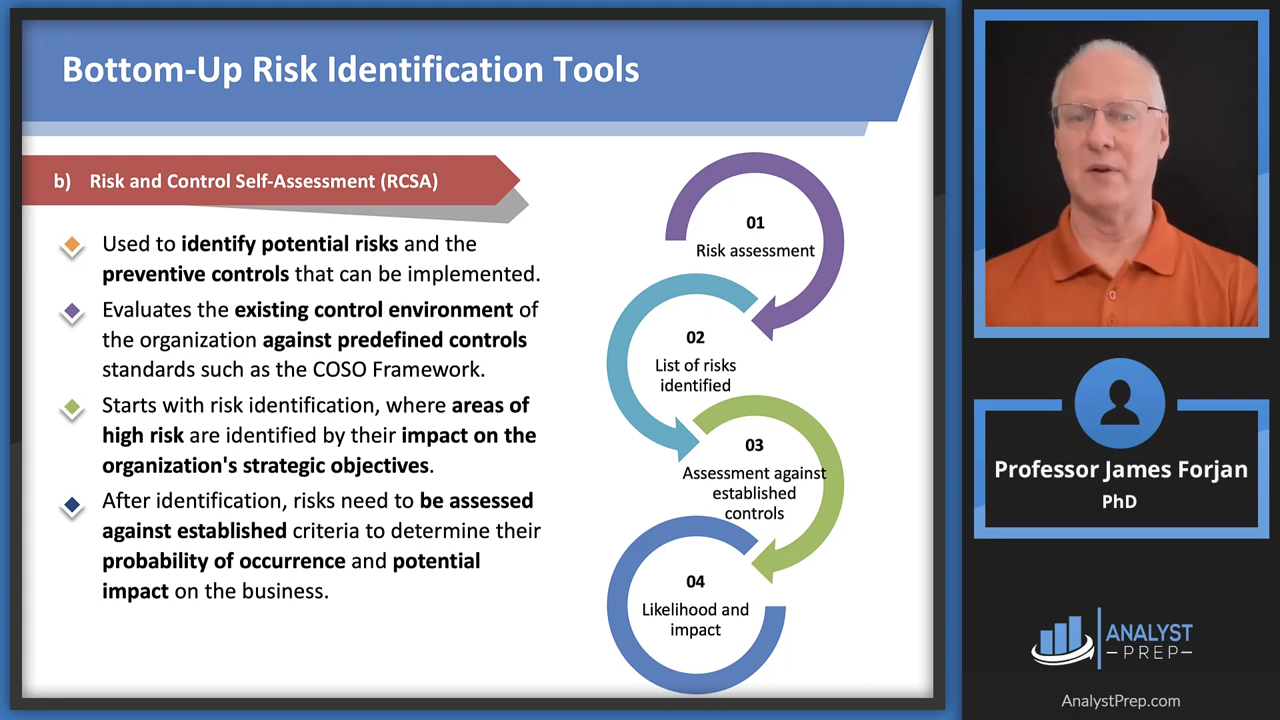 Bottom-Up Risk Identification Tools
b) Risk and Control Self-Assessment (RCSA)
Used to identify potential risks and the
preventive controls that can be implemented.
Evaluates the existing control environment of
the organization against predefined controls
standards such as the COSO Framework.
Starts with risk identification, where areas of
high risk are identified by their impact on the
organization's strategic objectives.
After identification, risks need to be assessed
against established criteria to determine their
probability of occurrence and potential
impact on the business.
01
Risk assessment
02
List of risks
identified
03
Assessment against
established
controls
04
Likelihood and
impact
Professor James Forjan
PhD
ANALYST
PREP
AnalystPrep.com